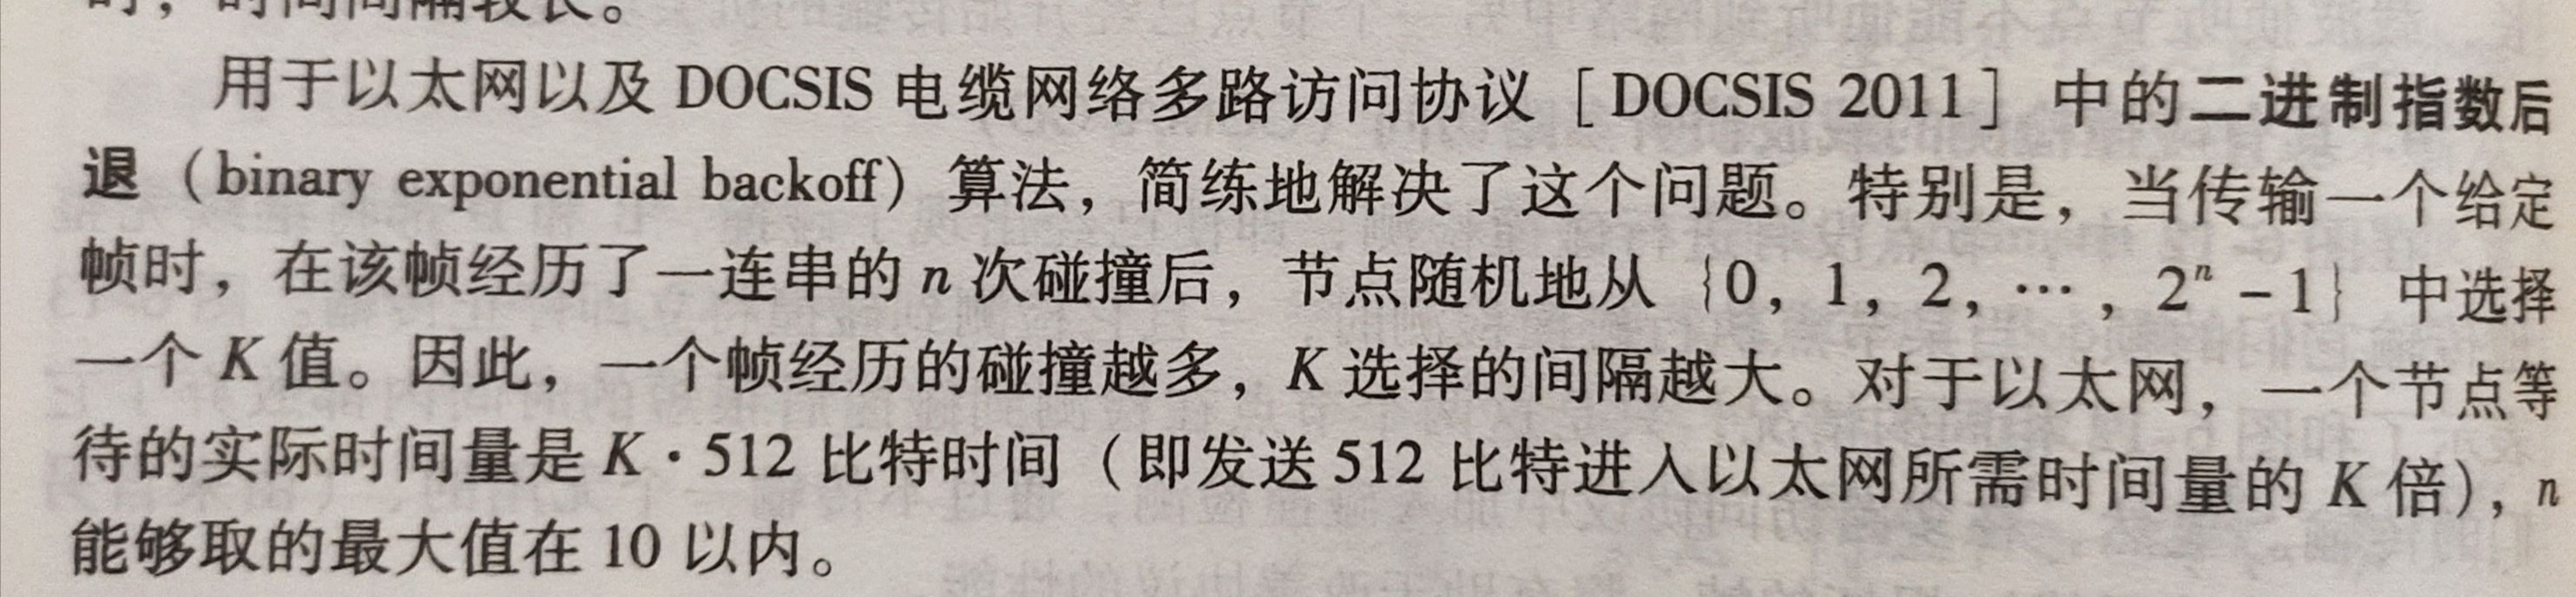 时，时间间隔较长。
用于以太网以及 DOCSIS 电缆网络多路访问协议［DOCSIS 2011］中的二进制指数后
退（binary exponential backoff）算法，简练地解决了这个问题。特别是，当传输一个给定
帧时，在该帧经历了一连串的 n 次碰撞后，节点随机地从 {0，1，2，…，2ⁿ －1} 中选择
一个 K 值。因此，一个帧经历的碰撞越多，K 选择的间隔越大。对于以太网，一个节点等
待的实际时间量是 K · 512 比特时间（即发送 512 比特进入以太网所需时间量的 K 倍），n
能够取的最大值在 10 以内。